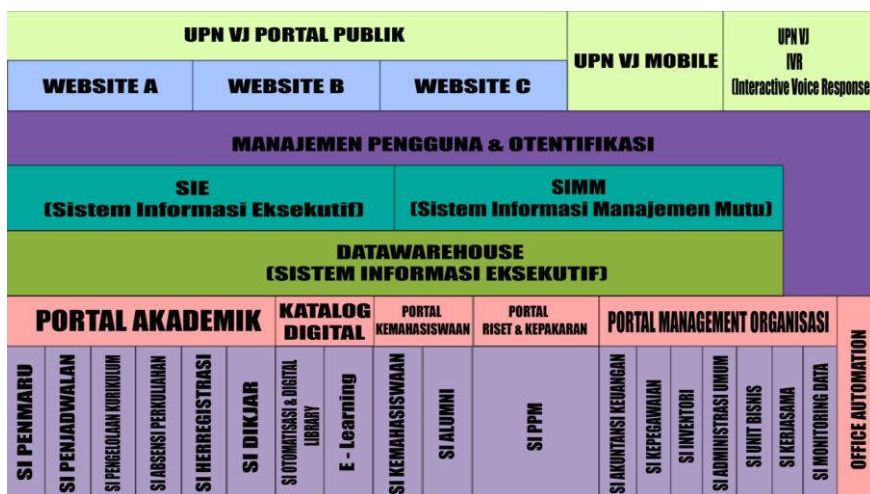 UPN VJ PORTAL PUBLIK
UPN VJ MOBILE
UPN VJ
IVR
(Interactive Voice Response
WEBSITE A
WEBSITE B
WEBSITE C
MANAJEMEN PENGGUNA & OTENTIFIKASI
SIE
(Sistem Informasi Eksekutif)
SIMM
(Sistem Informasi Manajemen Mutu)
DATAWAREHOUSE
(SISTEM INFORMASI EKSEKUTIF)
PORTAL AKADEMIK
KATALOG
DIGITAL
PORTAL
KEMAHASISWAAN
PORTAL
RISET & KEPAKARAN
PORTAL MANAGEMENT ORGANISASI
OFFICE AUTOMATION
SI PENMARU
SI PENJADWALAN
SI PENGELOLAAN KURIKULUM
SI ABSENSI PERKULIAHAN
SI HERREGISTRASI
SI DIKJAR
SI OTOMATISASI & DIGITAL
LIBRARY
E - Learning
SI KEMAHASISWAAN
SI ALUMNI
SI PPM
SI AKUNTANSI KEUANGAN
SI KEPEGAWAIAN
SI INVENTORI
SI ADMINISTRASI UMUM
SI UNIT BISNIS
SI KERJASAMA
SI MONITORING DATA